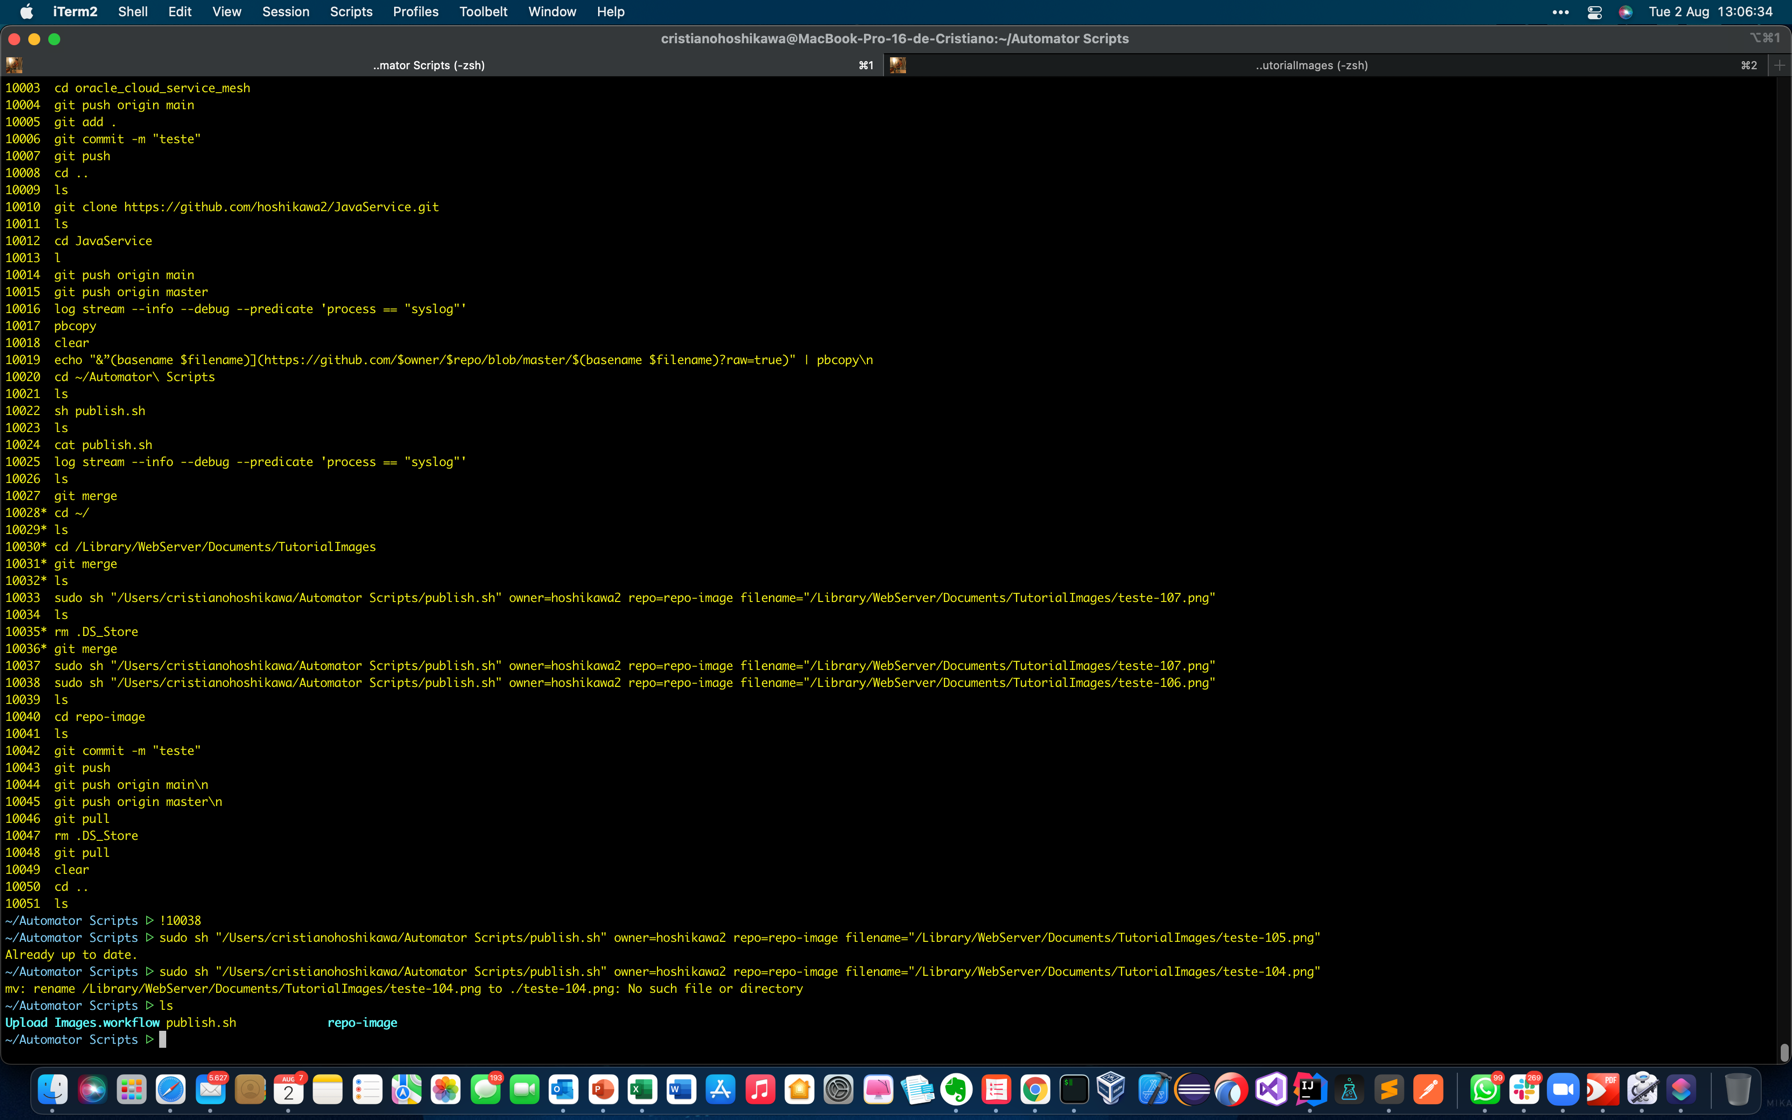 iTerm2 Shell Edit View Session Scripts Profiles Toolbelt Window Help Tue 2 Aug 13:06:34
cristianohoshikawa@MacBook-Pro-16-de-Cristiano:~/Automator Scripts ⌥⌘1
..mator Scripts (-zsh) ⌘1 ..utorialImages (-zsh) ⌘2
10003 cd oracle_cloud_service_mesh
10004 git push origin main
10005 git add .
10006 git commit -m "teste"
10007 git push
10008 cd ..
10009 ls
10010 git clone https://github.com/hoshikawa2/JavaService.git
10011 ls
10012 cd JavaService
10013 l
10014 git push origin main
10015 git push origin master
10016 log stream --info --debug --predicate 'process == "syslog"'
10017 pbcopy
10018 clear
10019 echo "&”(basename $filename)](https://github.com/$owner/$repo/blob/master/$(basename $filename)?raw=true)" | pbcopy\n
10020 cd ~/Automator\ Scripts
10021 ls
10022 sh publish.sh
10023 ls
10024 cat publish.sh
10025 log stream --info --debug --predicate 'process == "syslog"'
10026 ls
10027 git merge
10028* cd ~/
10029* ls
10030* cd /Library/WebServer/Documents/TutorialImages
10031* git merge
10032* ls
10033 sudo sh "/Users/cristianohoshikawa/Automator Scripts/publish.sh" owner=hoshikawa2 repo=repo-image filename="/Library/WebServer/Documents/TutorialImages/teste-107.png"
10034 ls
10035* rm .DS_Store
10036* git merge
10037 sudo sh "/Users/cristianohoshikawa/Automator Scripts/publish.sh" owner=hoshikawa2 repo=repo-image filename="/Library/WebServer/Documents/TutorialImages/teste-107.png"
10038 sudo sh "/Users/cristianohoshikawa/Automator Scripts/publish.sh" owner=hoshikawa2 repo=repo-image filename="/Library/WebServer/Documents/TutorialImages/teste-106.png"
10039 ls
10040 cd repo-image
10041 ls
10042 git commit -m "teste"
10043 git push
10044 git push origin main\n
10045 git push origin master\n
10046 git pull
10047 rm .DS_Store
10048 git pull
10049 clear
10050 cd ..
10051 ls
~/Automator Scripts ▷ !10038
~/Automator Scripts ▷ sudo sh "/Users/cristianohoshikawa/Automator Scripts/publish.sh" owner=hoshikawa2 repo=repo-image filename="/Library/WebServer/Documents/TutorialImages/teste-105.png"
Already up to date.
~/Automator Scripts ▷ sudo sh "/Users/cristianohoshikawa/Automator Scripts/publish.sh" owner=hoshikawa2 repo=repo-image filename="/Library/WebServer/Documents/TutorialImages/teste-104.png"
mv: rename /Library/WebServer/Documents/TutorialImages/teste-104.png to ./teste-104.png: No such file or directory
~/Automator Scripts ▷ ls
Upload Images.workflow publish.sh repo-image
~/Automator Scripts ▷
5.627 AUG 2 7 193 99 269 PDF